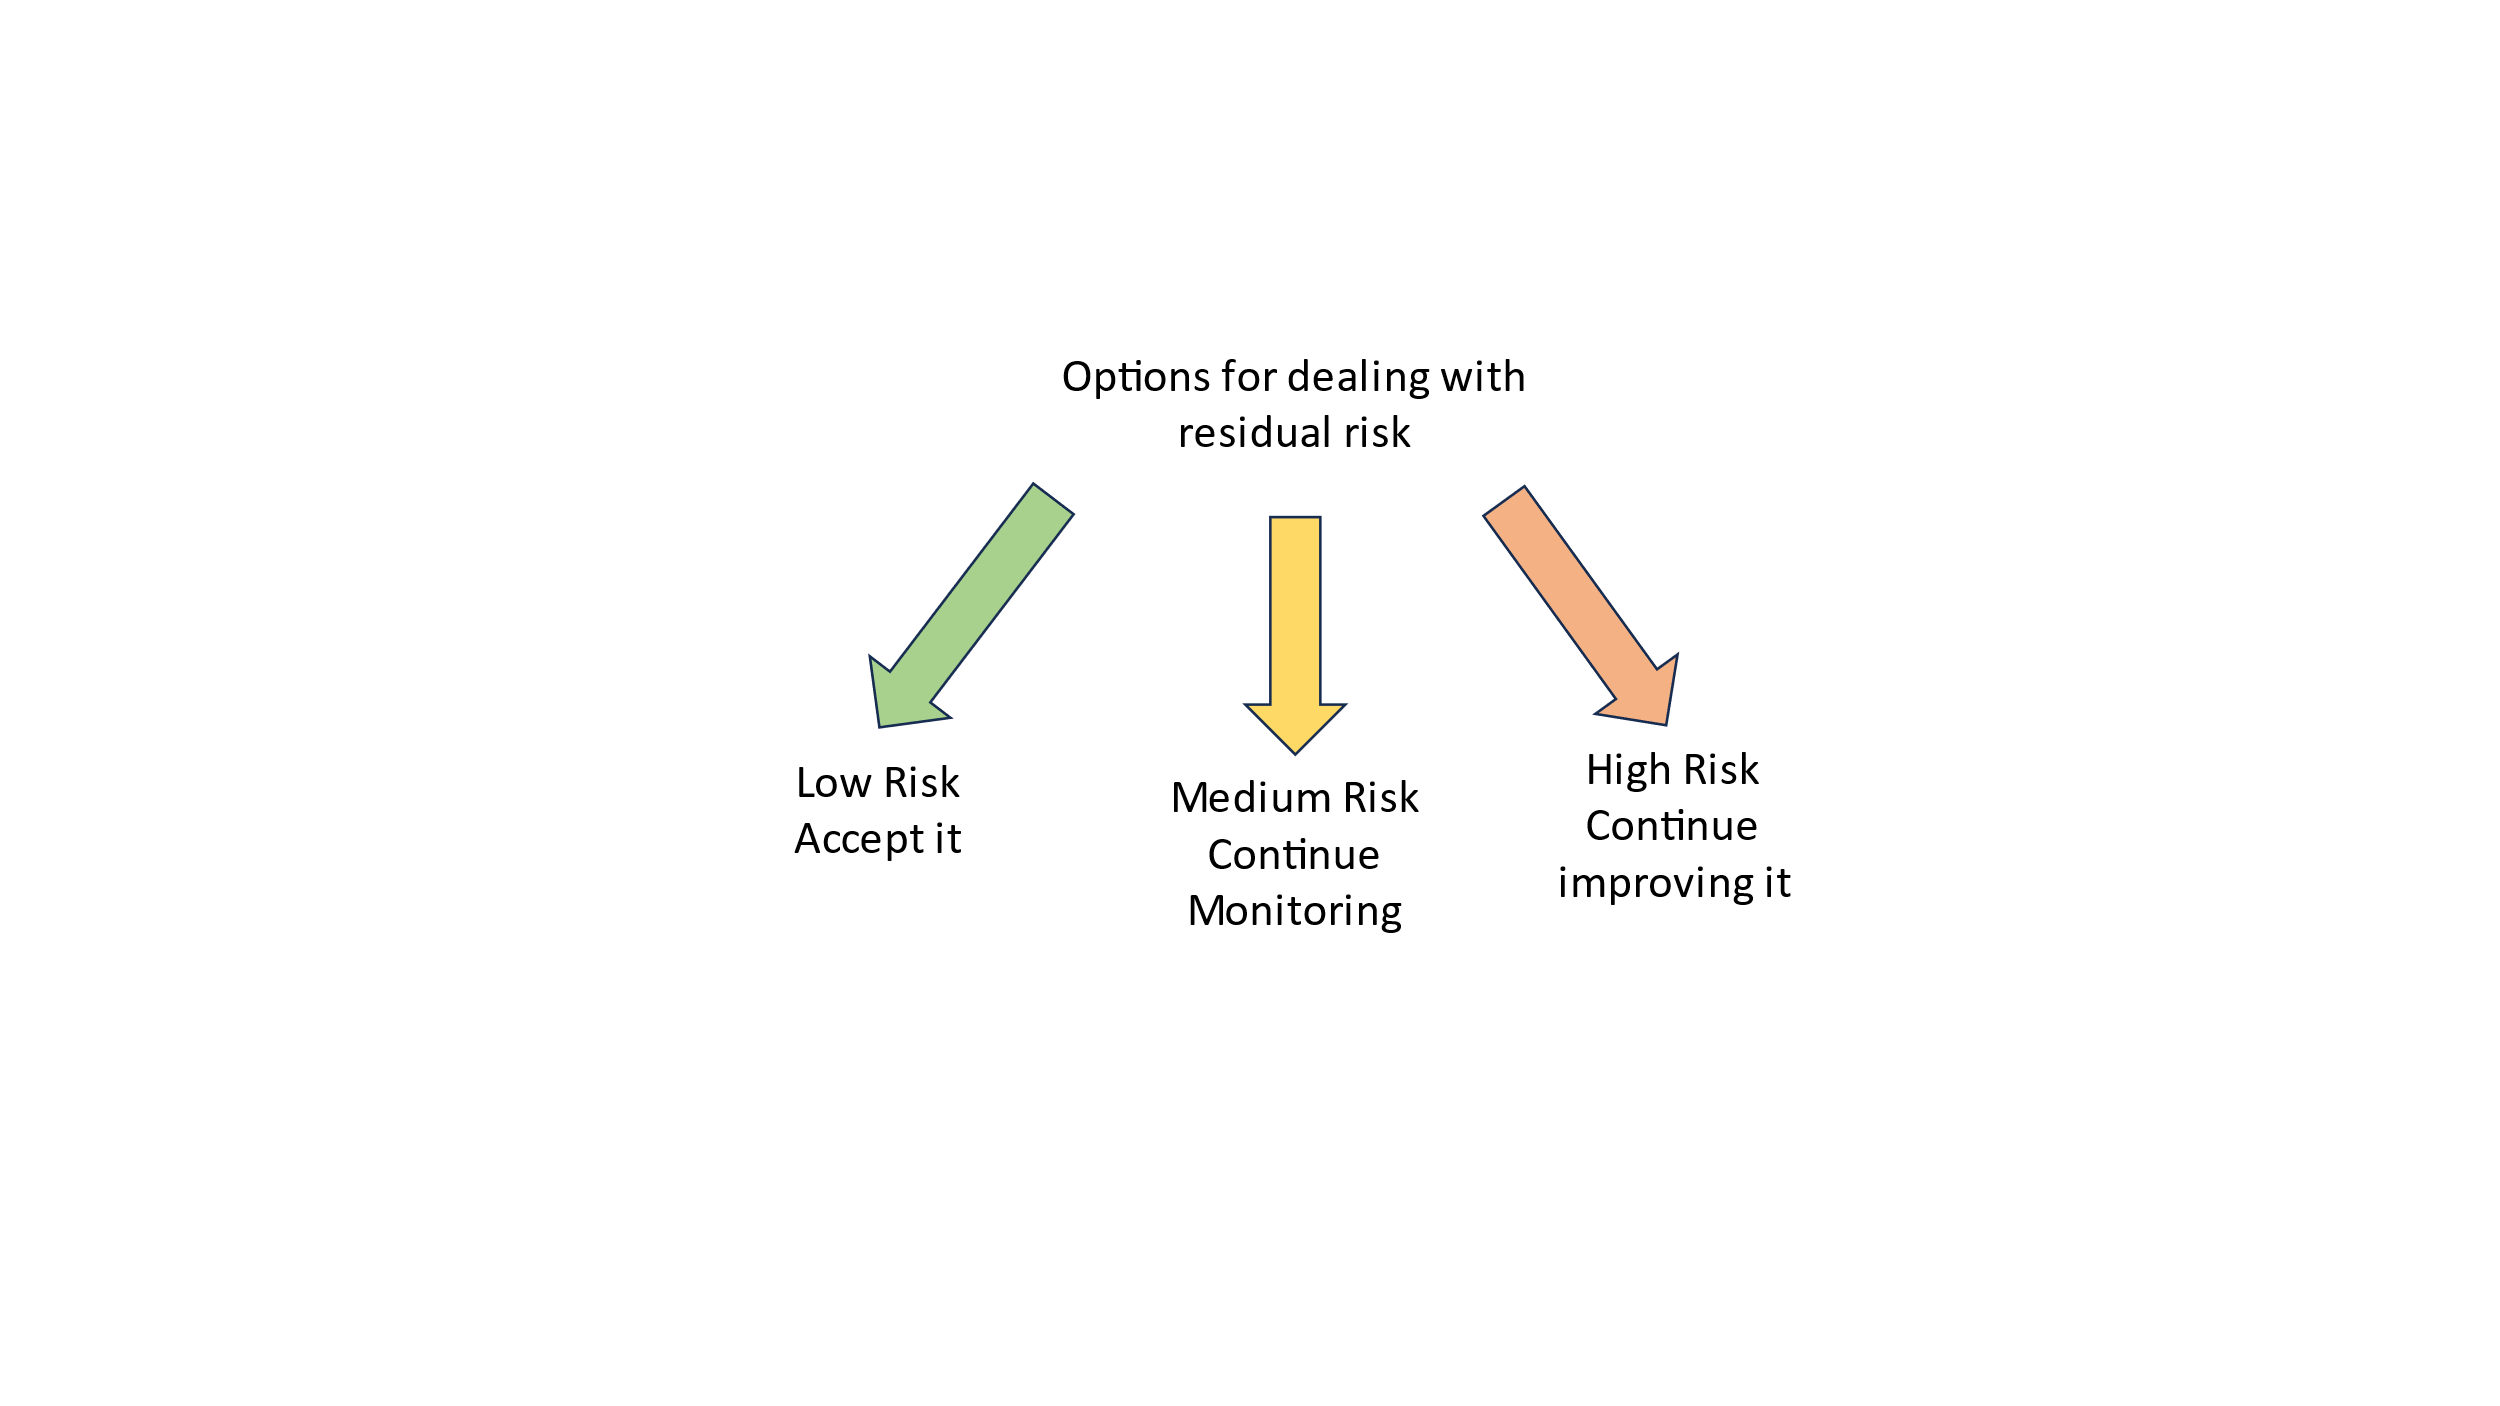 Options for dealing with
residual risk
Low Risk
Accept it
Medium Risk
Continue
Monitoring
High Risk
Continue
improving it